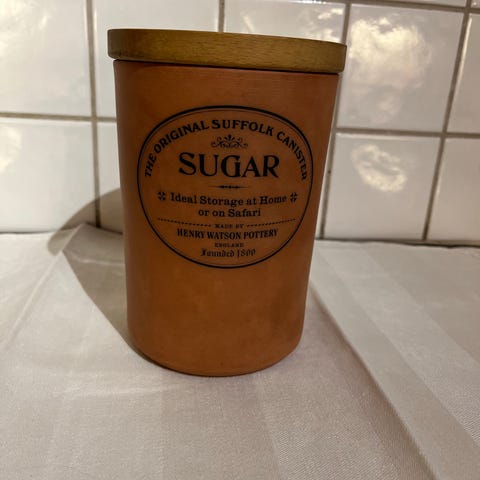 THE ORIGINAL SUFFOLK CANISTER
SUGAR
Ideal Storage at Home
or on Safari
MADE BY
HENRY WATSON POTTERY
ENGLAND
Founded 1800